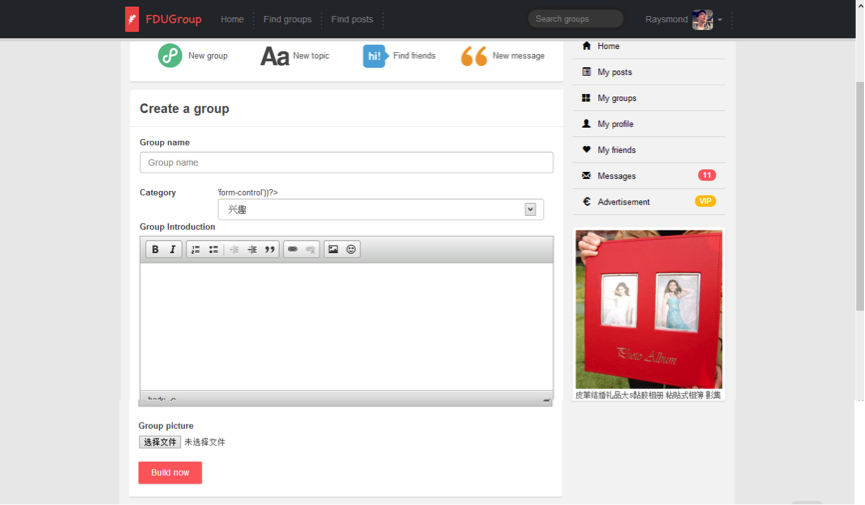 FDUGroup Home Find groups Find posts Search groups Raysmond
New group Aa New topic hi! Find friends New message
Create a group
Group name
Group name
Category 'form-control'))?>
兴趣
Group Introduction
B I
Group picture
选择文件 未选择文件
Build now
Home
My posts
My groups
My profile
My friends
Messages 11
Advertisement VIP
Photo Album
皮革结婚礼品大s黏胶相册 粘贴式相簿 影集